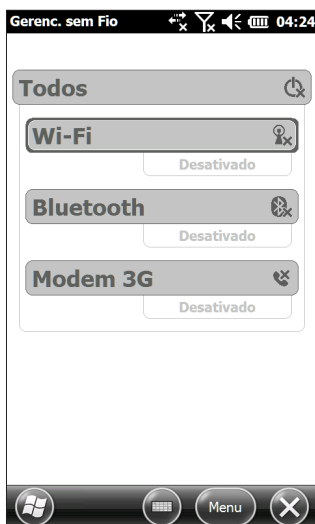 Gerenc. sem Fio 04:24
Todos
Wi-Fi
Desativado
Bluetooth
Desativado
Modem 3G
Desativado
Menu